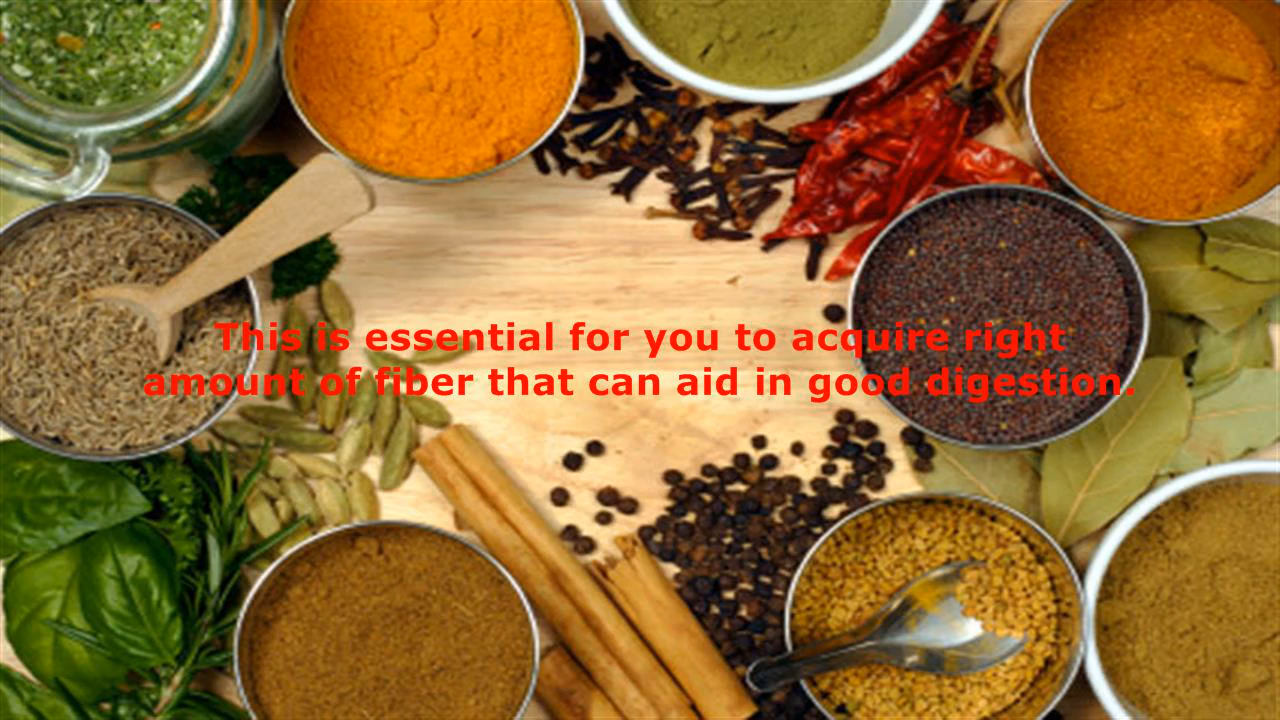 This is essential for you to acquire right
amount of fiber that can aid in good digestion.